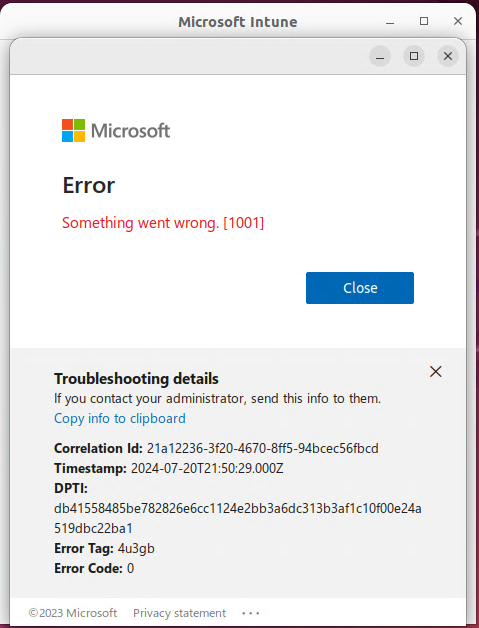 Microsoft Intune
Microsoft
Error
Something went wrong. [1001]
Close
Troubleshooting details
If you contact your administrator, send this info to them.
Copy info to clipboard
Correlation Id: 21a12236-3f20-4670-8ff5-94bcec56fbcd
Timestamp: 2024-07-20T21:50:29.000Z
DPTI:
db41558485be782826e6cc1124e2bb3a6dc313b3af1c10f00e24a
519dbc22ba1
Error Tag: 4u3gb
Error Code: 0
©2023 Microsoft Privacy statement ...